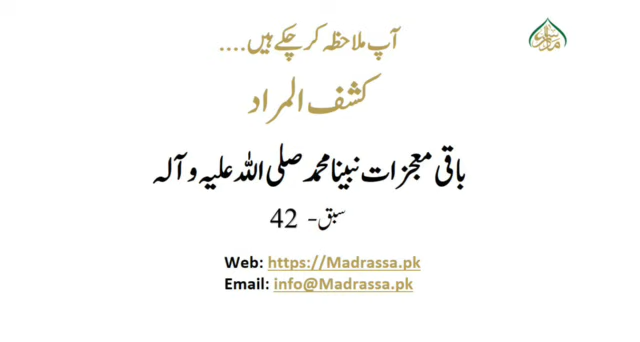 آپ ملاحظہ کر چکے ہیں....
کشف المراد
باقی معجزات نبینا محمد صلی اللہ علیہ و آلہ
سبق - 42
Web: https://Madrassa.pk
Email: info@Madrassa.pk